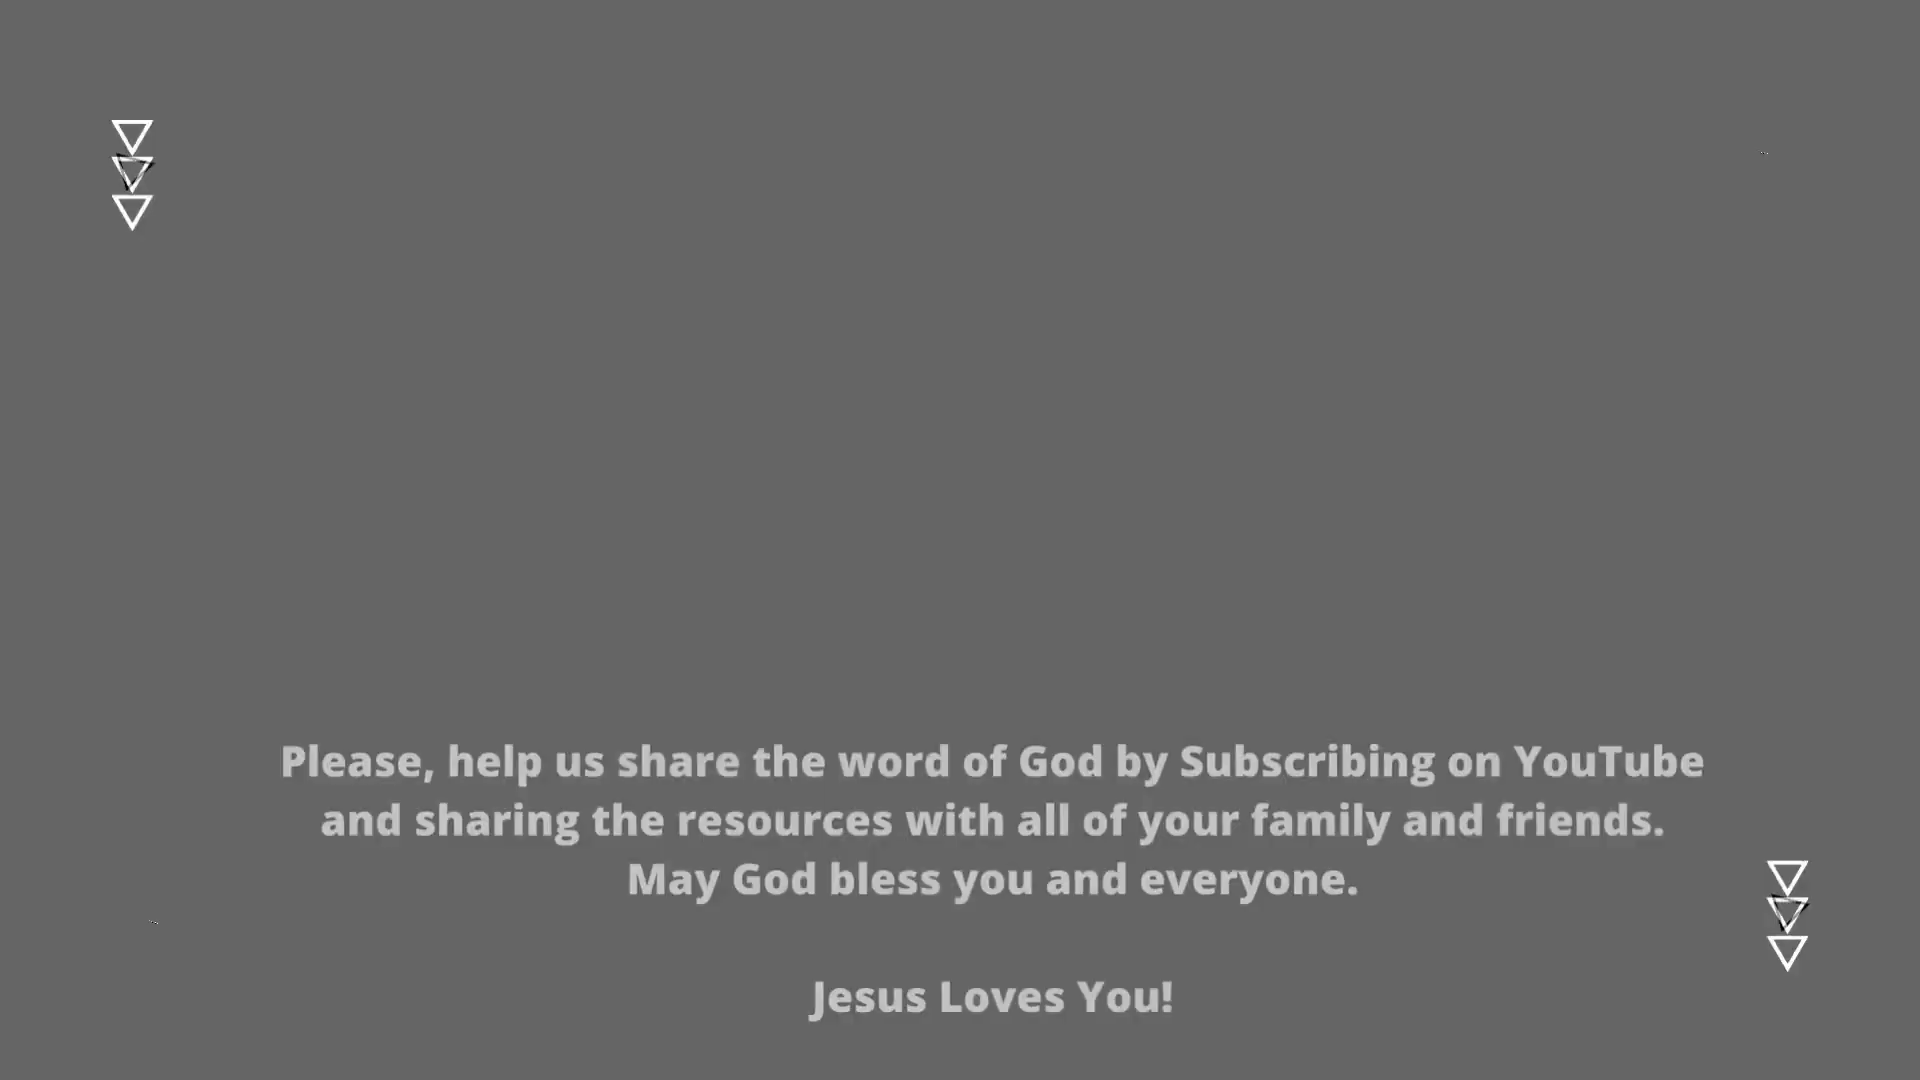 Please, help us share the word of God by Subscribing on YouTube
and sharing the resources with all of your family and friends.
May God bless you and everyone.
Jesus Loves You!